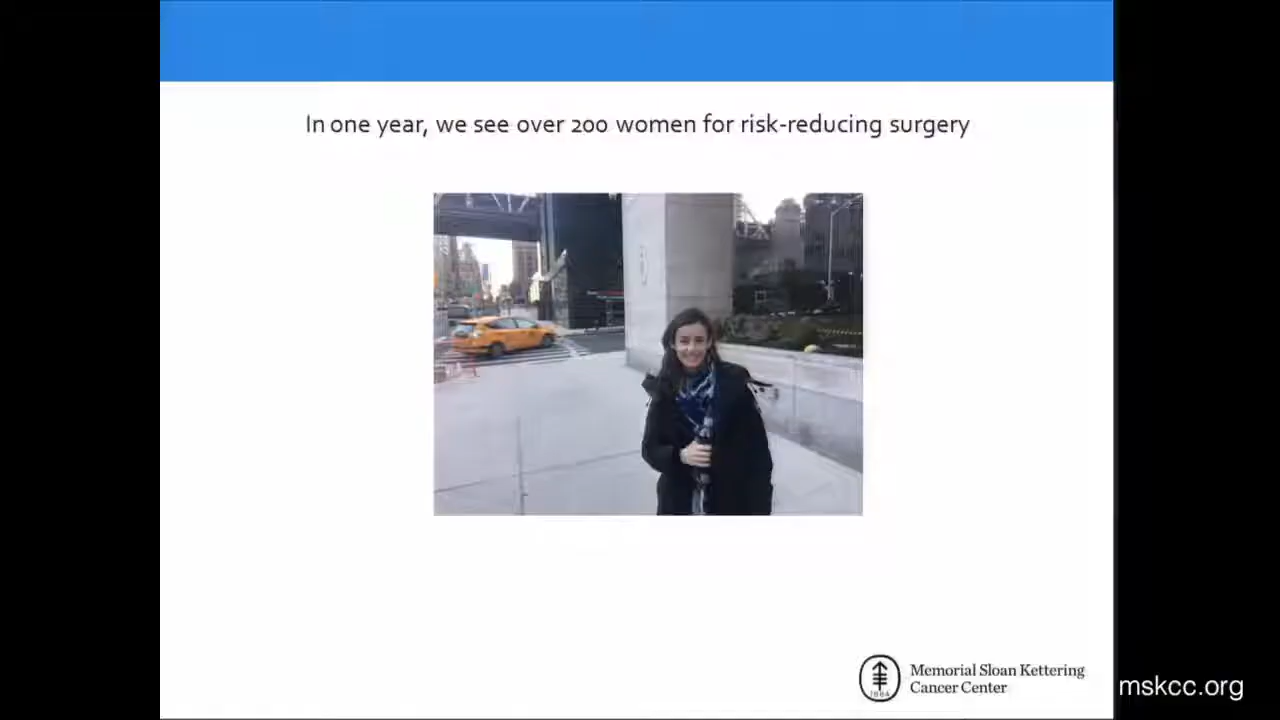 In one year, we see over 200 women for risk-reducing surgery
1884
Memorial Sloan Kettering
Cancer Center
mskcc.org